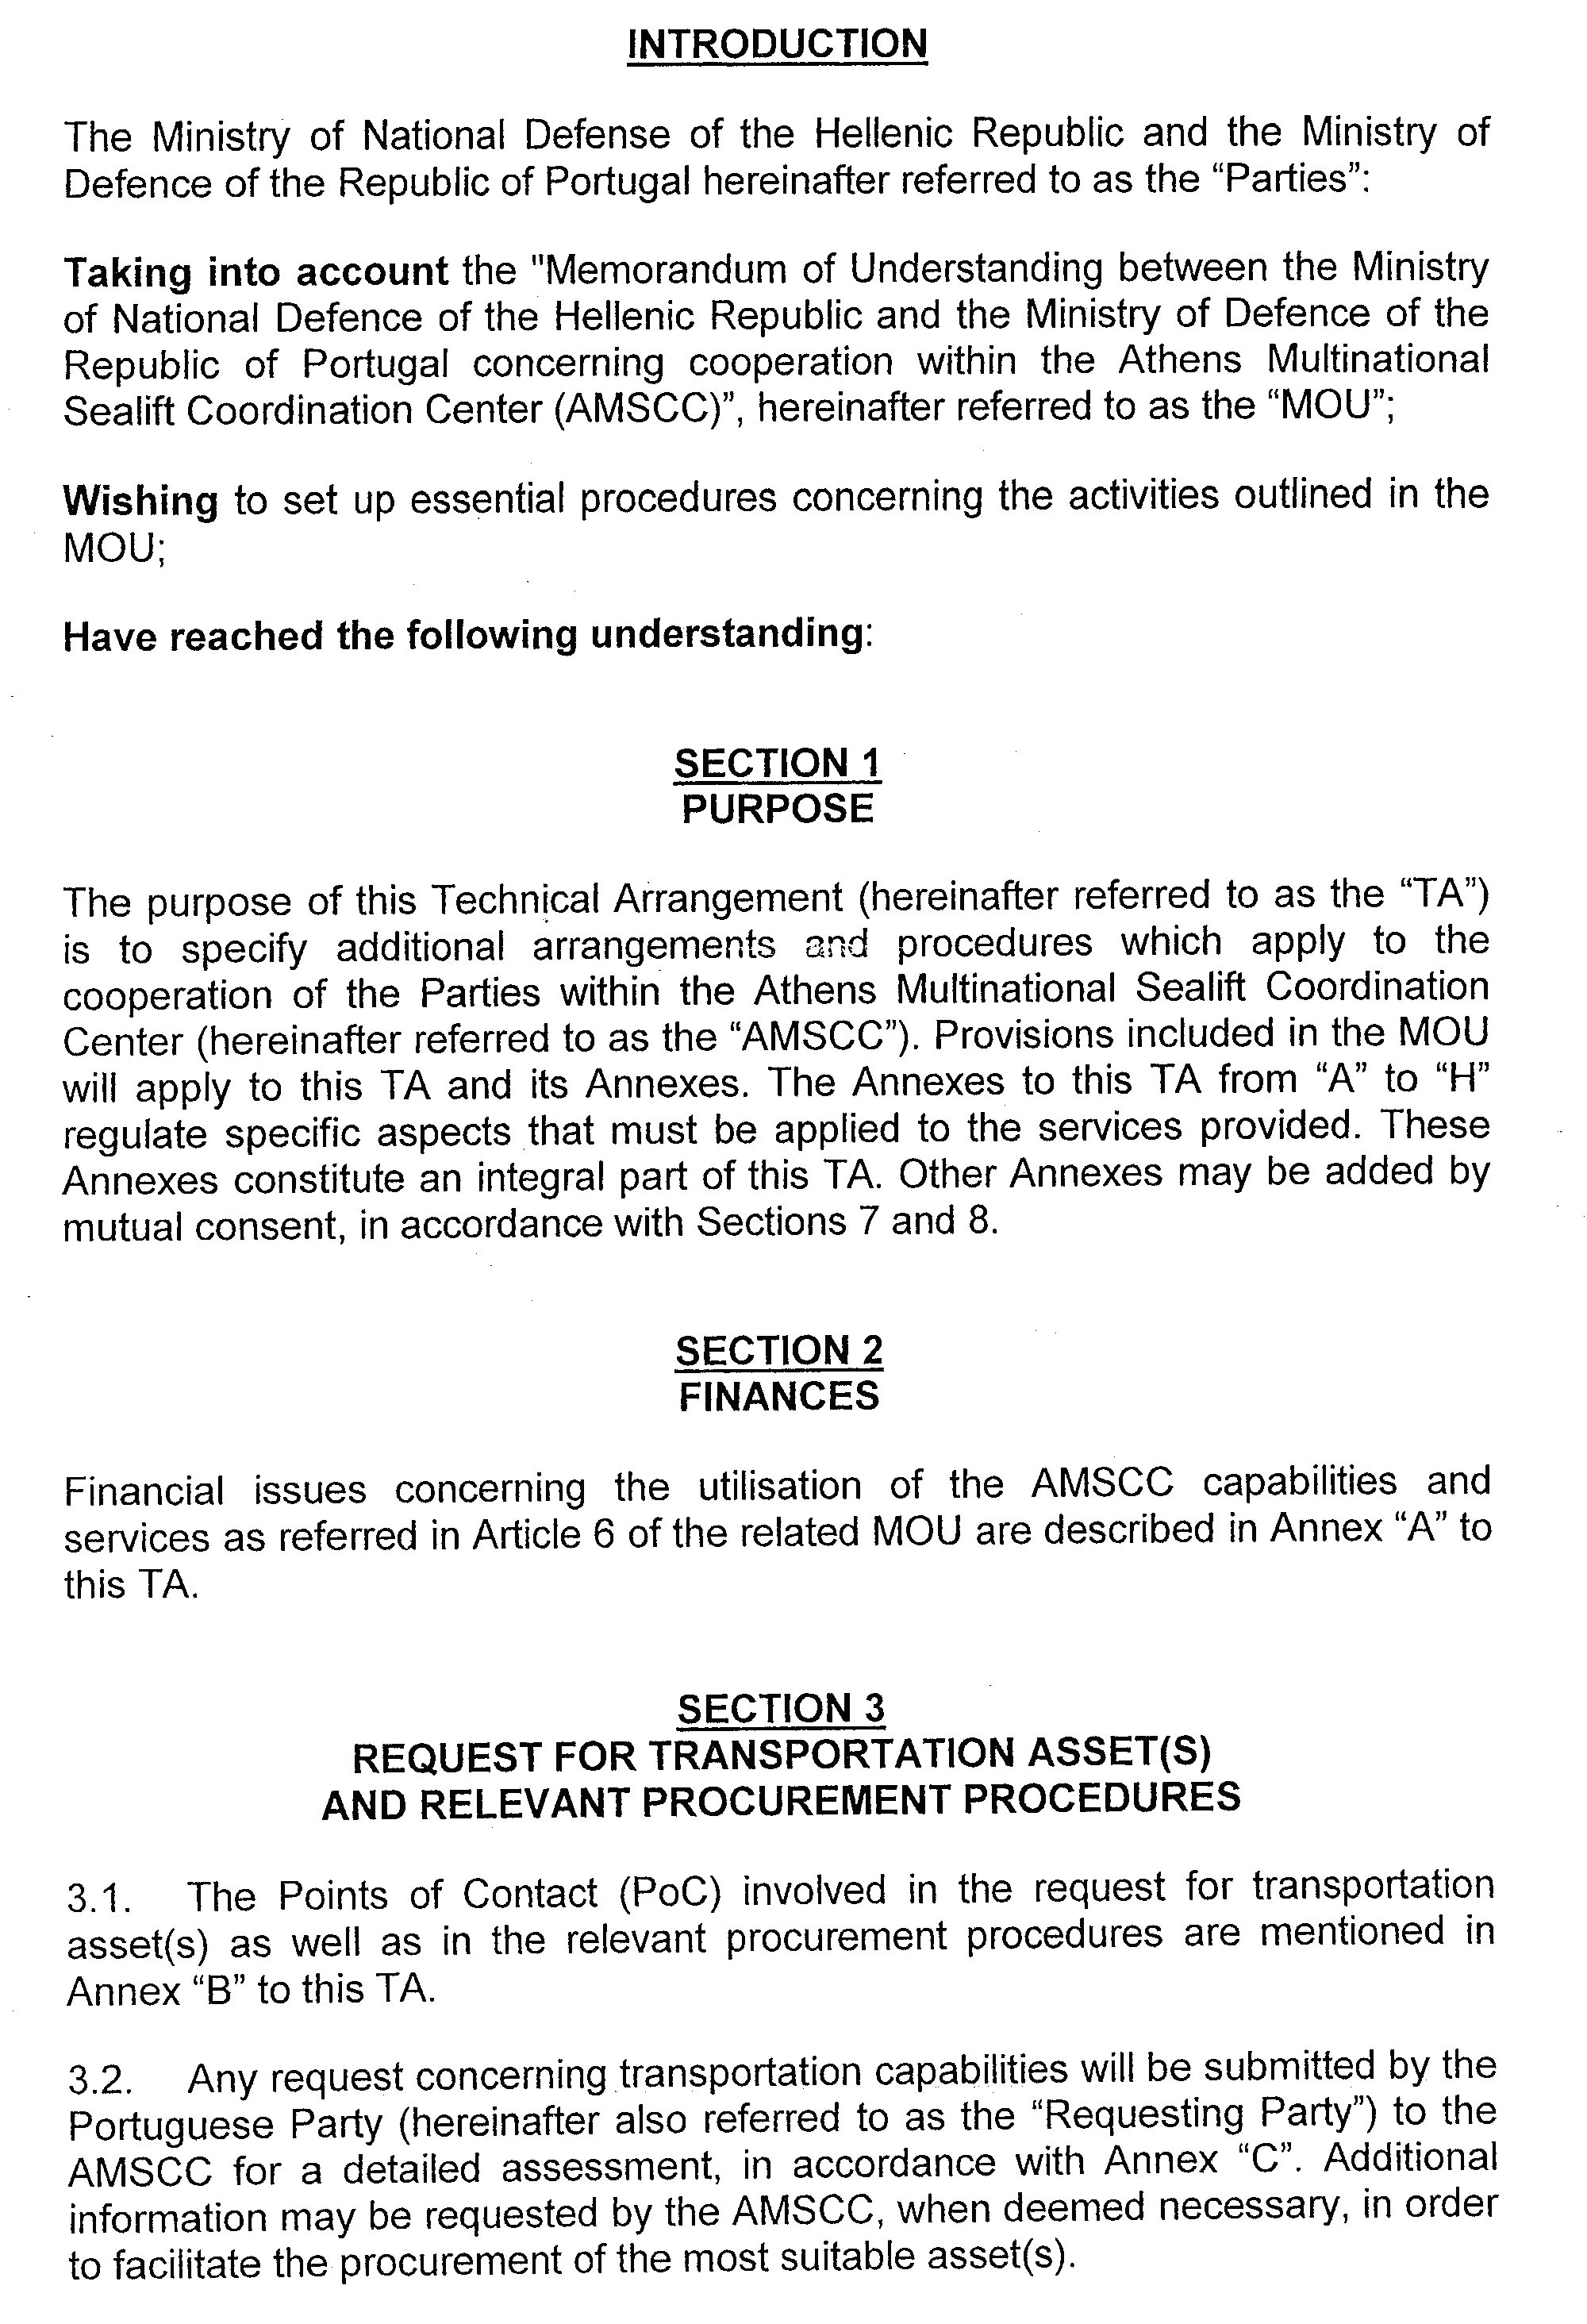 INTRODUCTION
The Ministry of National Defense of the Hellenic Republic and the Ministry of
Defence of the Republic of Portugal hereinafter referred to as the “Parties”:
Taking into account the "Memorandum of Understanding between the Ministry
of National Defence of the Hellenic Republic and the Ministry of Defence of the
Republic of Portugal concerning cooperation within the Athens Multinational
Sealift Coordination Center (AMSCC)”, hereinafter referred to as the “MOU”;
Wishing to set up essential procedures concerning the activities outlined in the
MOU;
Have reached the following understanding:
SECTION 1
PURPOSE
The purpose of this Technical Arrangement (hereinafter referred to as the “TA”)
is to specify additional arrangements and procedures which apply to the
cooperation of the Parties within the Athens Multinational Sealift Coordination
Center (hereinafter referred to as the “AMSCC”). Provisions included in the MOU
will apply to this TA and its Annexes. The Annexes to this TA from “A” to “H”
regulate specific aspects that must be applied to the services provided. These
Annexes constitute an integral part of this TA. Other Annexes may be added by
mutual consent, in accordance with Sections 7 and 8.
SECTION 2
FINANCES
Financial issues concerning the utilisation of the AMSCC capabilities and
services as referred in Article 6 of the related MOU are described in Annex “A” to
this TA.
SECTION 3
REQUEST FOR TRANSPORTATION ASSET(S)
AND RELEVANT PROCUREMENT PROCEDURES
3.1. The Points of Contact (PoC) involved in the request for transportation
asset(s) as well as in the relevant procurement procedures are mentioned in
Annex “B” to this TA.
3.2. Any request concerning transportation capabilities will be submitted by the
Portuguese Party (hereinafter also referred to as the “Requesting Party”) to the
AMSCC for a detailed assessment, in accordance with Annex “C”. Additional
information may be requested by the AMSCC, when deemed necessary, in order
to facilitate the procurement of the most suitable asset(s).